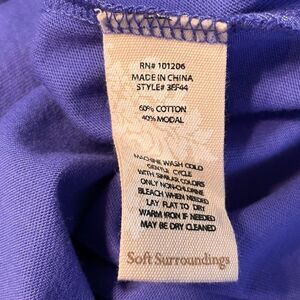 RN# 101206
MADE IN CHINA
STYLE# 3FF44
60% COTTON
40% MODAL
MACHINE WASH COLD
GENTLE CYCLE
WITH SIMILAR COLORS
ONLY NON-CHLORINE
BLEACH WHEN NEEDED
LAY FLAT TO DRY
WARM IRON IF NEEDED
MAY BE DRY CLEANED
Soft Surroundings